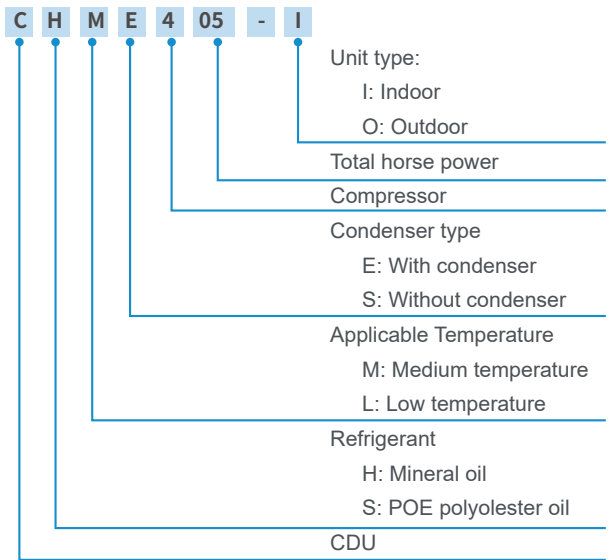 C H M E 4 05 - I
Unit type:
I: Indoor
O: Outdoor
Total horse power
Compressor
Condenser type
E: With condenser
S: Without condenser
Applicable Temperature
M: Medium temperature
L: Low temperature
Refrigerant
H: Mineral oil
S: POE polyolester oil
CDU